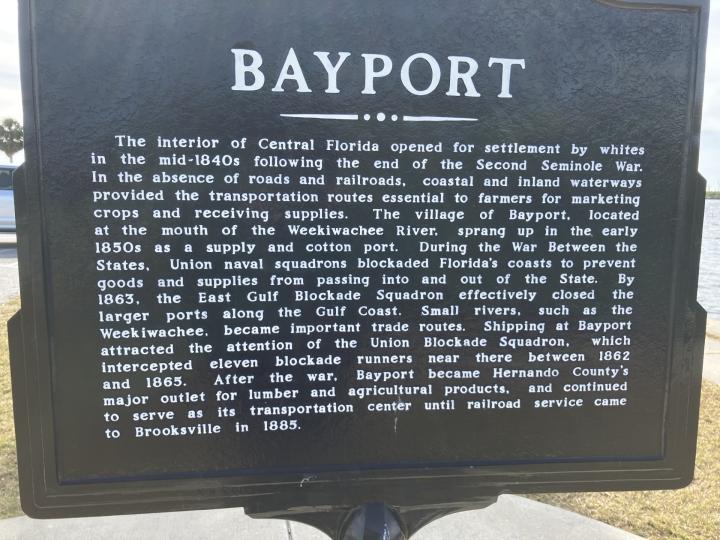 BAYPORT
The interior of Central Florida opened for settlement by whites
in the mid-1840s following the end of the Second Seminole War.
In the absence of roads and railroads, coastal and inland waterways
provided the transportation routes essential to farmers for marketing
crops and receiving supplies. The village of Bayport, located
at the mouth of the Weekiwachee River, sprang up in the early
1850s as a supply and cotton port. During the War Between the
States, Union naval squadrons blockaded Florida's coasts to prevent
goods and supplies from passing into and out of the State. By
1863, the East Gulf Blockade Squadron effectively closed the
larger ports along the Gulf Coast. Small rivers, such as the
Weekiwachee, became important trade routes. Shipping at Bayport
attracted the attention of the Union Blockade Squadron, which
intercepted eleven blockade runners near there between 1862
and 1865. After the war, Bayport became Hernando County's
major outlet for lumber and agricultural products, and continued
to serve as its transportation center until railroad service came
to Brooksville in 1885.